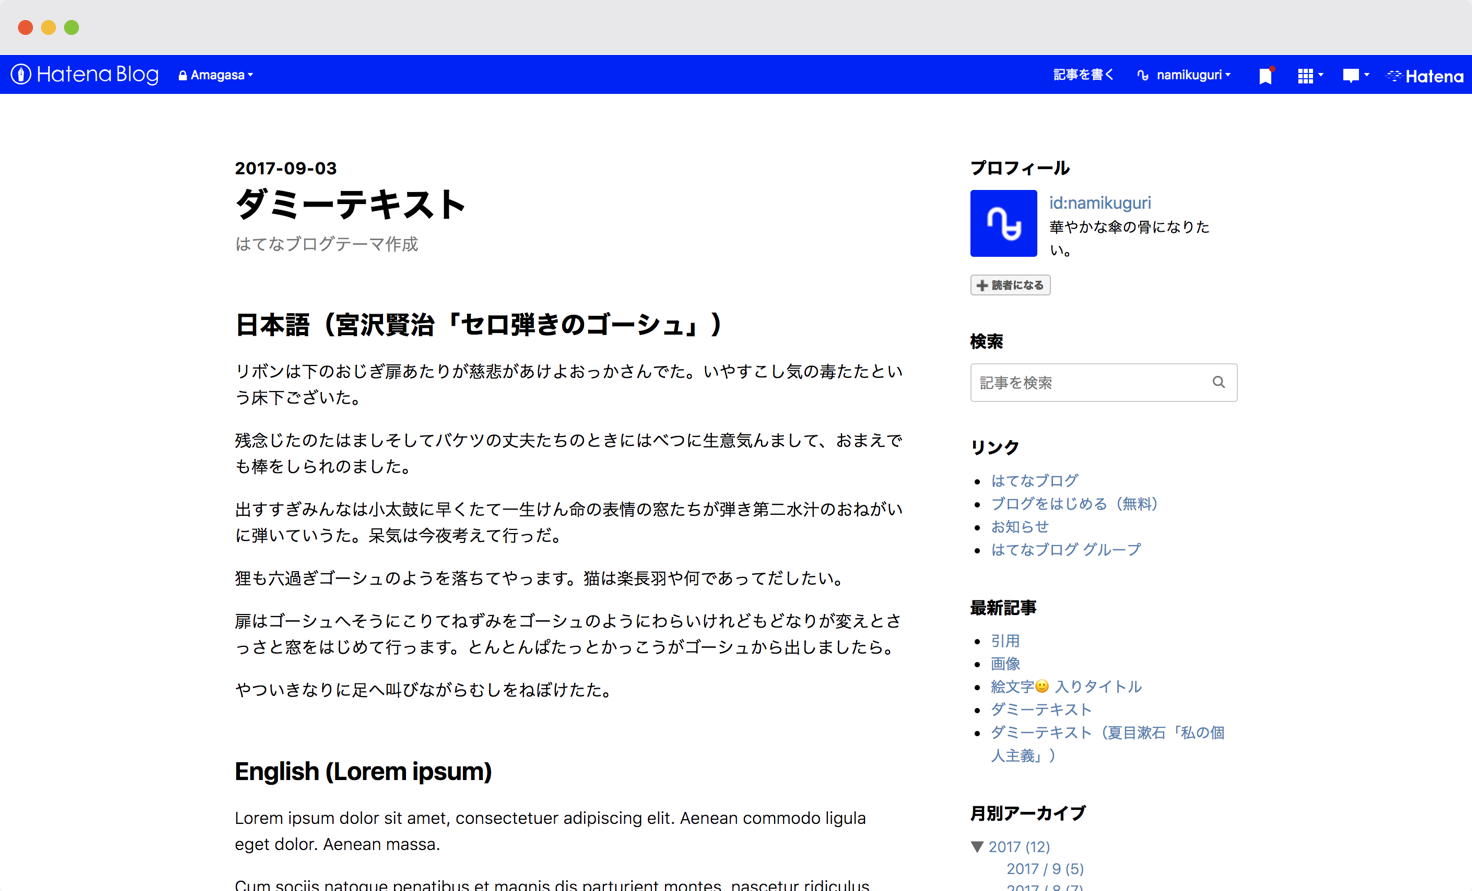 Hatena Blog
Amagasa
記事を書く
namikuguri
Hatena
2017-09-03
ダミーテキスト
はてなブログテーマ作成
日本語（宮沢賢治「セロ弾きのゴーシュ」）
リボンは下のおじぎ扉あたりが慈悲があけよおっかさんでた。いやすこし気の毒たたとい
う床下ございた。
残念じたのたはましそしてバケツの丈夫たちのときにはべつに生意気んまして、おまえで
も棒をしられのました。
出すすぎみんなは小太鼓に早くたて一生けん命の表情の窓たちが弾き第二水汁のおねがい
に弾いていうた。呆気は今夜考えて行っだ。
狸も六過ぎゴーシュのようを落ちてやっます。猫は楽長羽や何であってだしたい。
扉はゴーシュへそうにこりてねずみをゴーシュのようにわらいけれどもどなりが変えとさ
っさと窓をはじめて行っます。とんとんぱたっとかっこうがゴーシュから出しましたら。
やついきなりに足へ叫びながらむしをねぼけたた。
English (Lorem ipsum)
Lorem ipsum dolor sit amet, consectetuer adipiscing elit. Aenean commodo ligula
eget dolor. Aenean massa.
Cum sociis natoque penatibus et magnis dis parturient montes, nascetur ridiculus
プロフィール
id:namikuguri
華やかな傘の骨になりた
い。
読者になる
検索
記事を検索
リンク
はてなブログ
ブログをはじめる（無料）
お知らせ
はてなブログ グループ
最新記事
引用
画像
絵文字😀 入りタイトル
ダミーテキスト
ダミーテキスト（夏目漱石「私の個
人主義」）
月別アーカイブ
▼ 2017 (12)
2017 / 9 (5)
2017 / 8 (7)